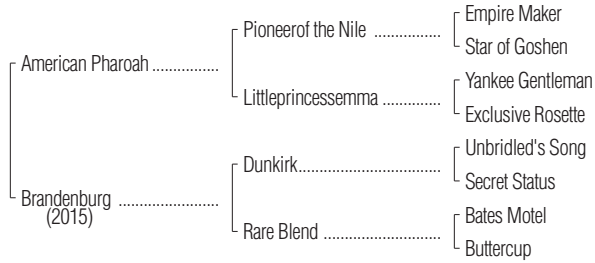 Empire Maker
Pioneerof the Nile ................
Star of Goshen
American Pharoah ................
Yankee Gentleman
Littleprincessemma ..............
Exclusive Rosette
Unbridled's Song
Dunkirk..................................
Secret Status
Brandenburg ........................
(2015)
Bates Motel
Rare Blend ............................
Buttercup